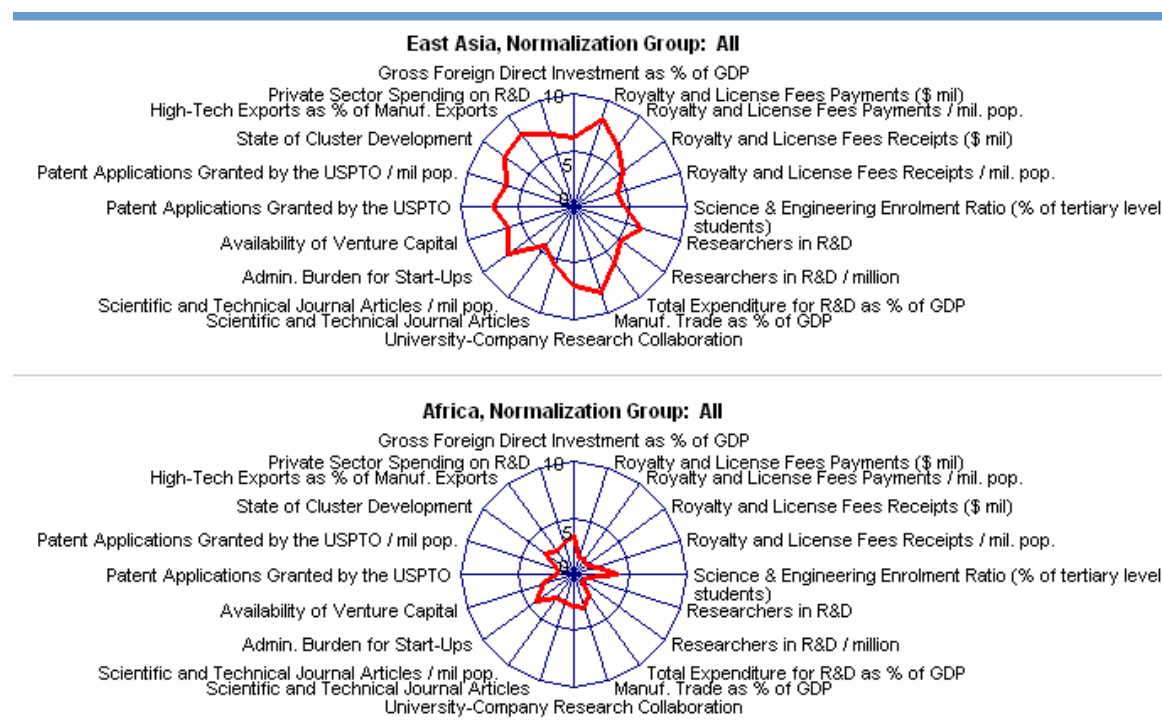 East Asia, Normalization Group: All
Gross Foreign Direct Investment as % of GDP
Private Sector Spending on R&D
10
Royalty and License Fees Payments ($ mil)
High-Tech Exports as % of Manuf. Exports
Royalty and License Fees Payments / mil. pop.
State of Cluster Development
Royalty and License Fees Receipts ($ mil)
5
Patent Applications Granted by the USPTO / mil pop.
Royalty and License Fees Receipts / mil. pop.
0
Patent Applications Granted by the USPTO
Science & Engineering Enrolment Ratio (% of tertiary level
students)
Availability of Venture Capital
Researchers in R&D
Admin. Burden for Start-Ups
Researchers in R&D / million
Scientific and Technical Journal Articles / mil pop.
Total Expenditure for R&D as % of GDP
Scientific and Technical Journal Articles
Manuf. Trade as % of GDP
University-Company Research Collaboration
Africa, Normalization Group: All
Gross Foreign Direct Investment as % of GDP
Private Sector Spending on R&D
10
Royalty and License Fees Payments ($ mil)
High-Tech Exports as % of Manuf. Exports
Royalty and License Fees Payments / mil. pop.
State of Cluster Development
Royalty and License Fees Receipts ($ mil)
5
Patent Applications Granted by the USPTO / mil pop.
Royalty and License Fees Receipts / mil. pop.
0
Patent Applications Granted by the USPTO
Science & Engineering Enrolment Ratio (% of tertiary level
students)
Availability of Venture Capital
Researchers in R&D
Admin. Burden for Start-Ups
Researchers in R&D / million
Scientific and Technical Journal Articles / mil pop.
Total Expenditure for R&D as % of GDP
Scientific and Technical Journal Articles
Manuf. Trade as % of GDP
University-Company Research Collaboration